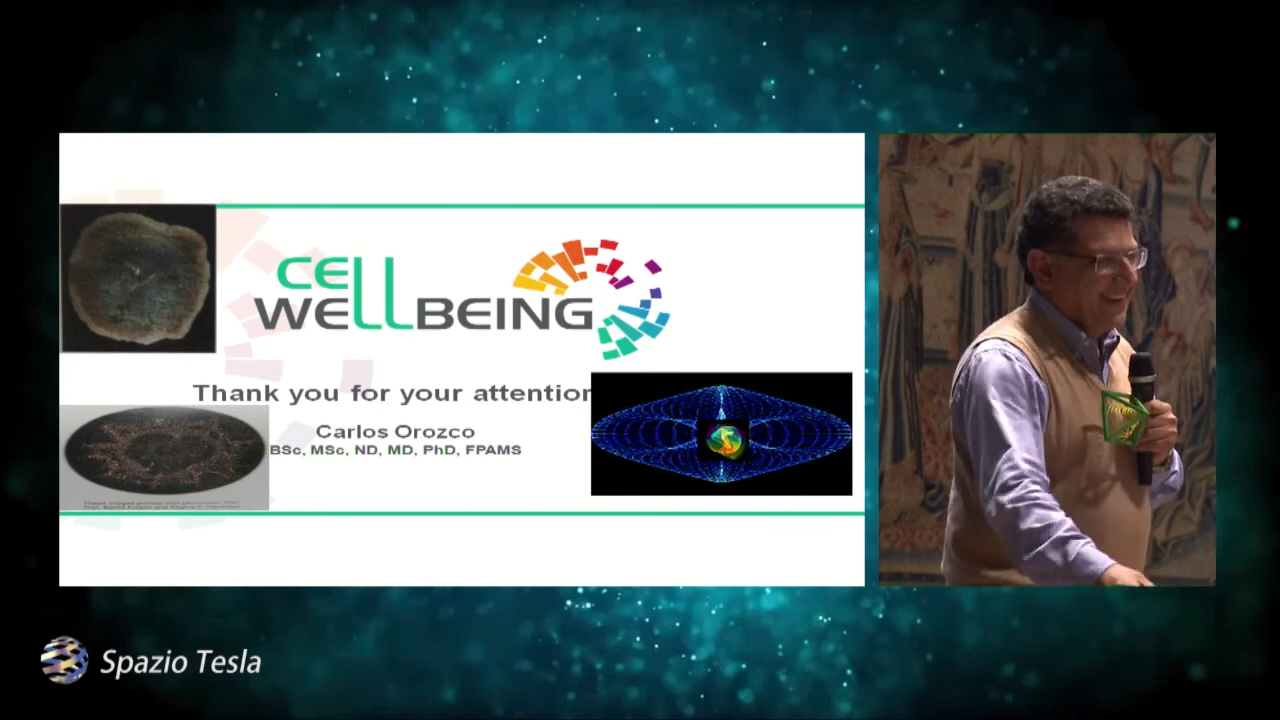 CELL
WELLBEING
Thank you for your attention
Carlos Orozco
BSc, MSc, ND, MD, PhD, FPAMS
Spazio Tesla